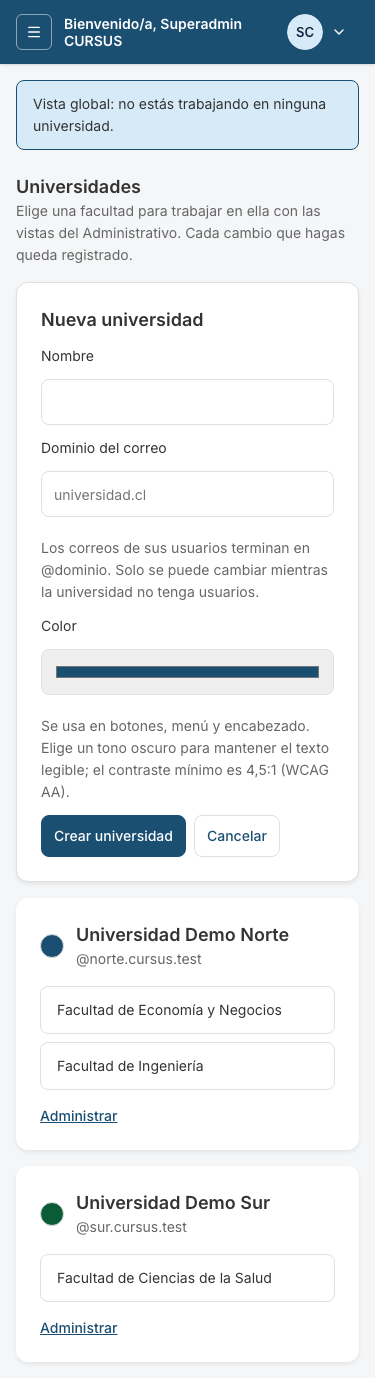 Bienvenido/a, Superadmin
CURSUS
SC
Vista global: no estás trabajando en ninguna
universidad.
Universidades
Elige una facultad para trabajar en ella con las
vistas del Administrativo. Cada cambio que hagas
queda registrado.
Nueva universidad
Nombre
Dominio del correo
universidad.cl
Los correos de sus usuarios terminan en
@dominio. Solo se puede cambiar mientras
la universidad no tenga usuarios.
Color
Se usa en botones, menú y encabezado.
Elige un tono oscuro para mantener el texto
legible; el contraste mínimo es 4,5:1 (WCAG
AA).
Crear universidad
Cancelar
Universidad Demo Norte
@norte.cursus.test
Facultad de Economía y Negocios
Facultad de Ingeniería
Administrar
Universidad Demo Sur
@sur.cursus.test
Facultad de Ciencias de la Salud
Administrar